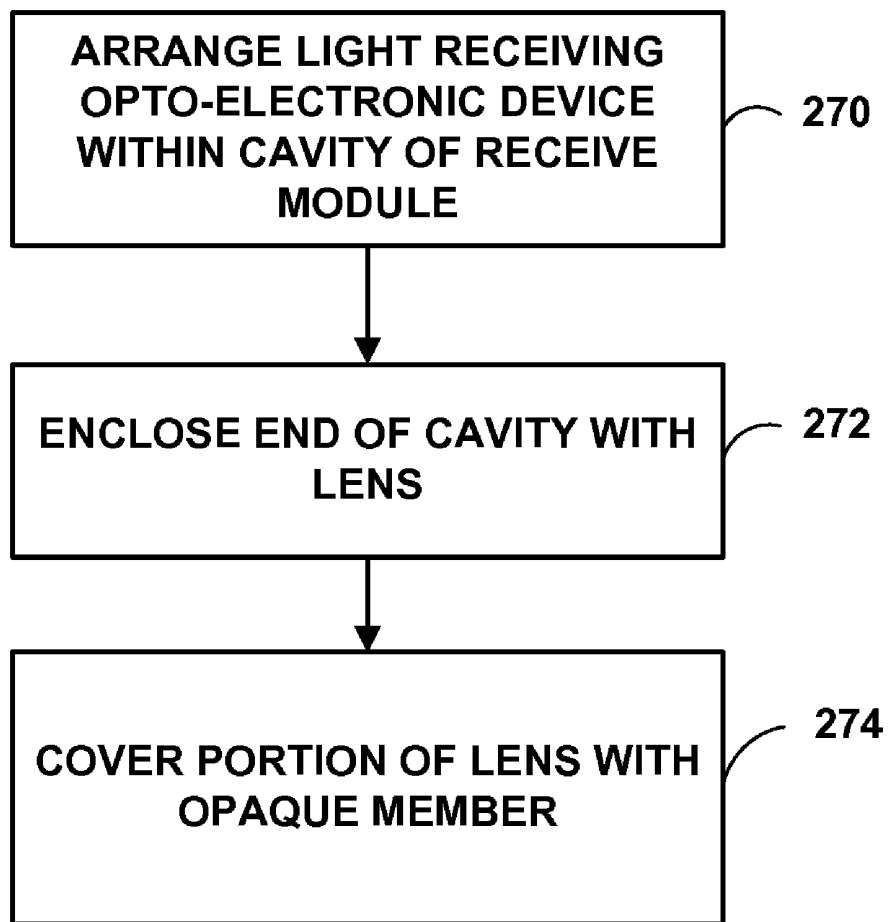 ARRANGE LIGHT RECEIVING
OPTO-ELECTRONIC DEVICE
WITHIN CAVITY OF RECEIVE
MODULE
270
ENCLOSE END OF CAVITY WITH
LENS
272
COVER PORTION OF LENS WITH
OPAQUE MEMBER
274